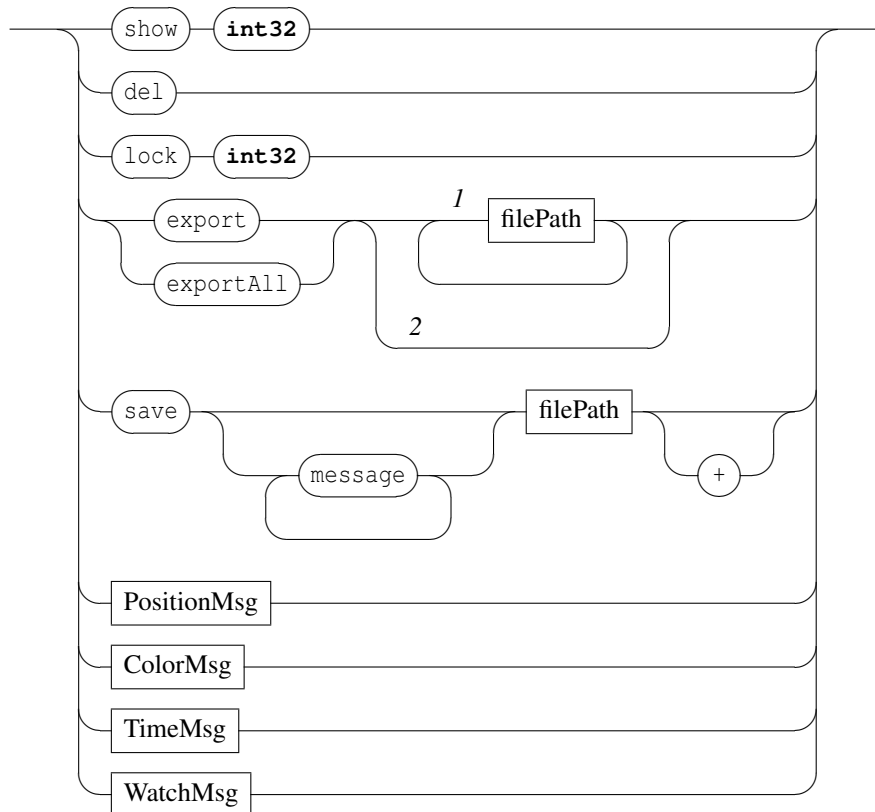 show int32
del
lock int32
1
export filePath
exportAll
2
save filePath
message +
PositionMsg
ColorMsg
TimeMsg
WatchMsg